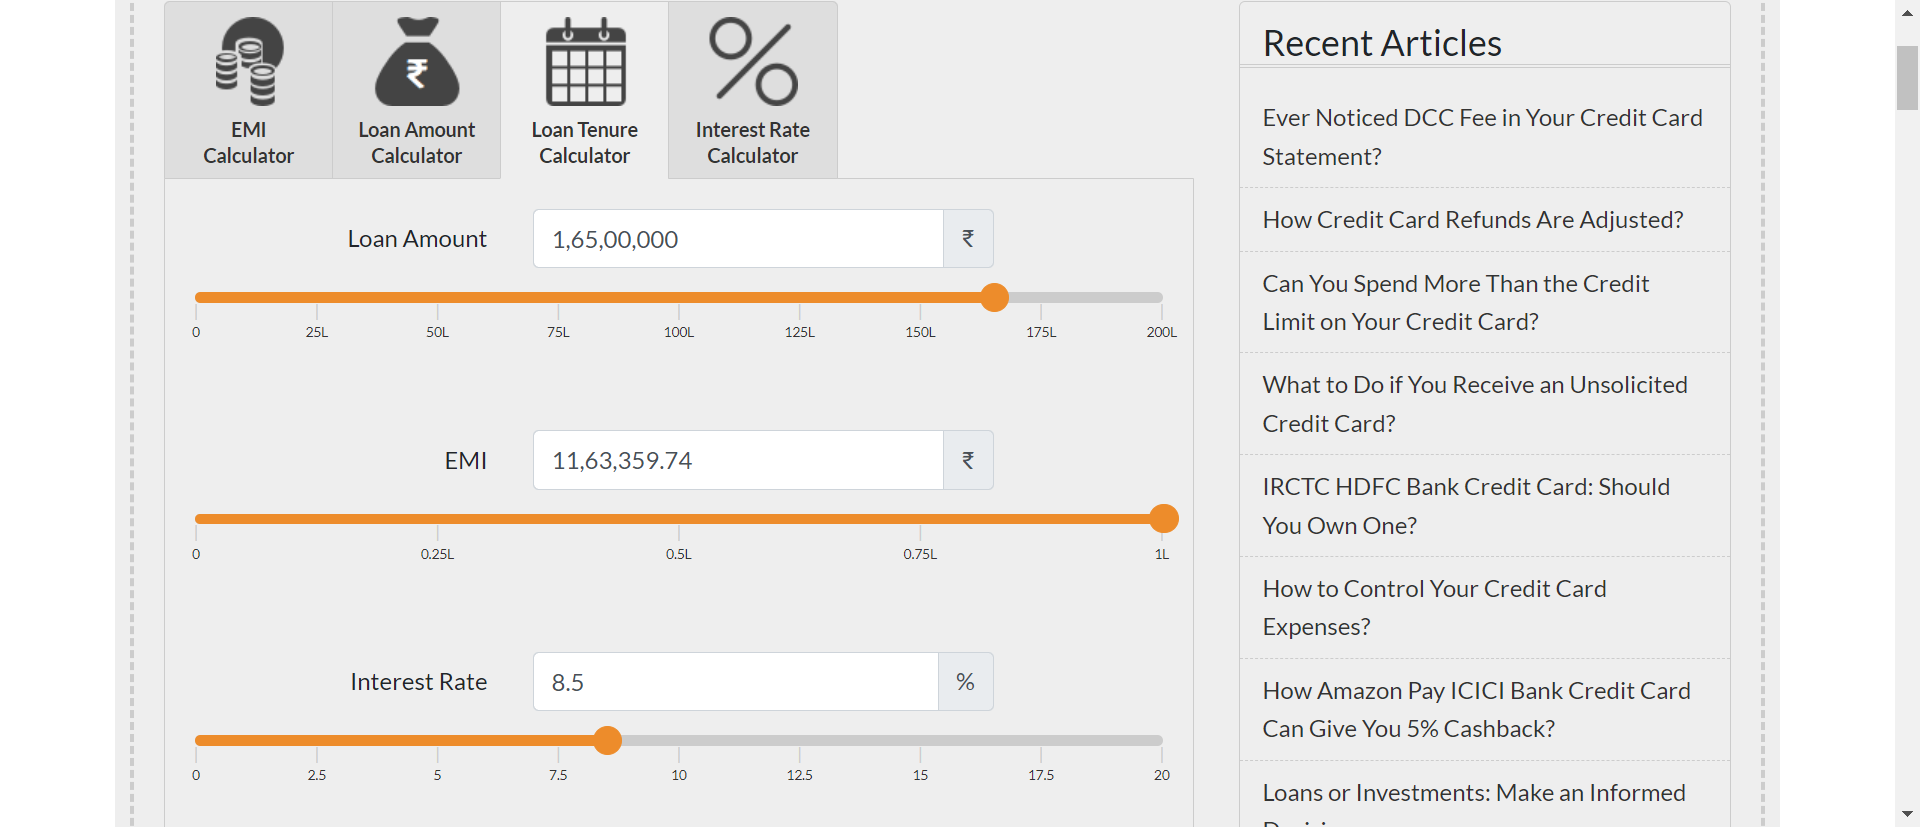 EMI
Calculator
Loan Amount
Calculator
Loan Tenure
Calculator
Interest Rate
Calculator
Loan Amount
1,65,00,000
₹
0 25L 50L 75L 100L 125L 150L 175L 200L
EMI
11,63,359.74
₹
0 0.25L 0.5L 0.75L 1L
Interest Rate
8.5
%
0 2.5 5 7.5 10 12.5 15 17.5 20
Recent Articles
Ever Noticed DCC Fee in Your Credit Card
Statement?
How Credit Card Refunds Are Adjusted?
Can You Spend More Than the Credit
Limit on Your Credit Card?
What to Do if You Receive an Unsolicited
Credit Card?
IRCTC HDFC Bank Credit Card: Should
You Own One?
How to Control Your Credit Card
Expenses?
How Amazon Pay ICICI Bank Credit Card
Can Give You 5% Cashback?
Loans or Investments: Make an Informed